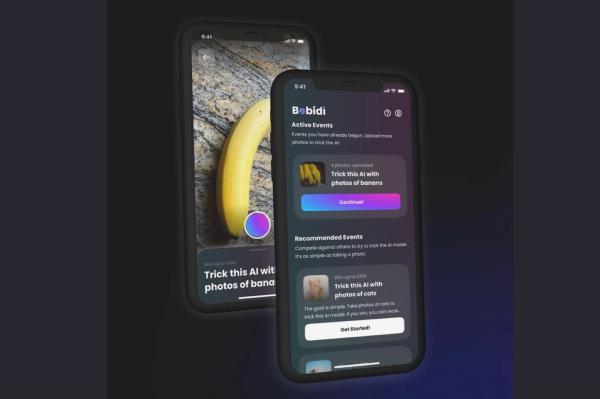 9:41
Win up to $100
Trick this AI wit
photos of bana
9:41
Bobidi
Active Events
Events you have already begun. Upload more
photos to trick the AI!
4 photos uploaded
Trick this AI with
photos of banans
Continue!
Recommended Events
Compete against others to try to trick the AI model.
It's as simple as taking a photo.
Win up to $100
Trick this AI with
photos of cats
The goal is simple. Take photos of cats to
trick this AI model. If you win, you can recie...
Get Started!